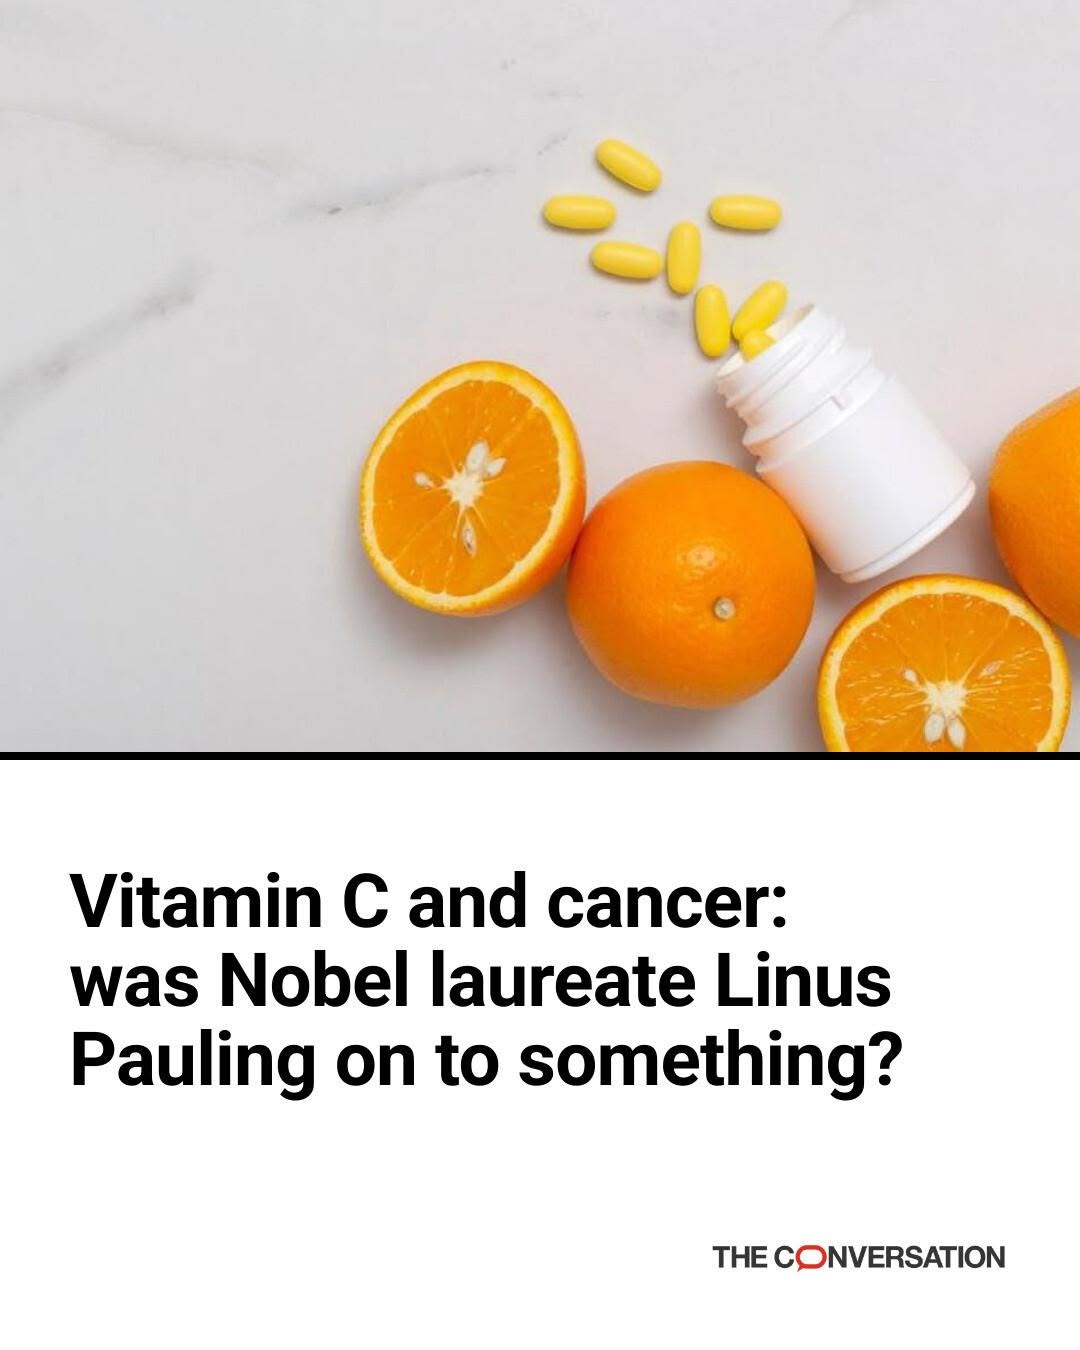 Vitamin C and cancer:
was Nobel laureate Linus
Pauling on to something?
THE CONVERSATION